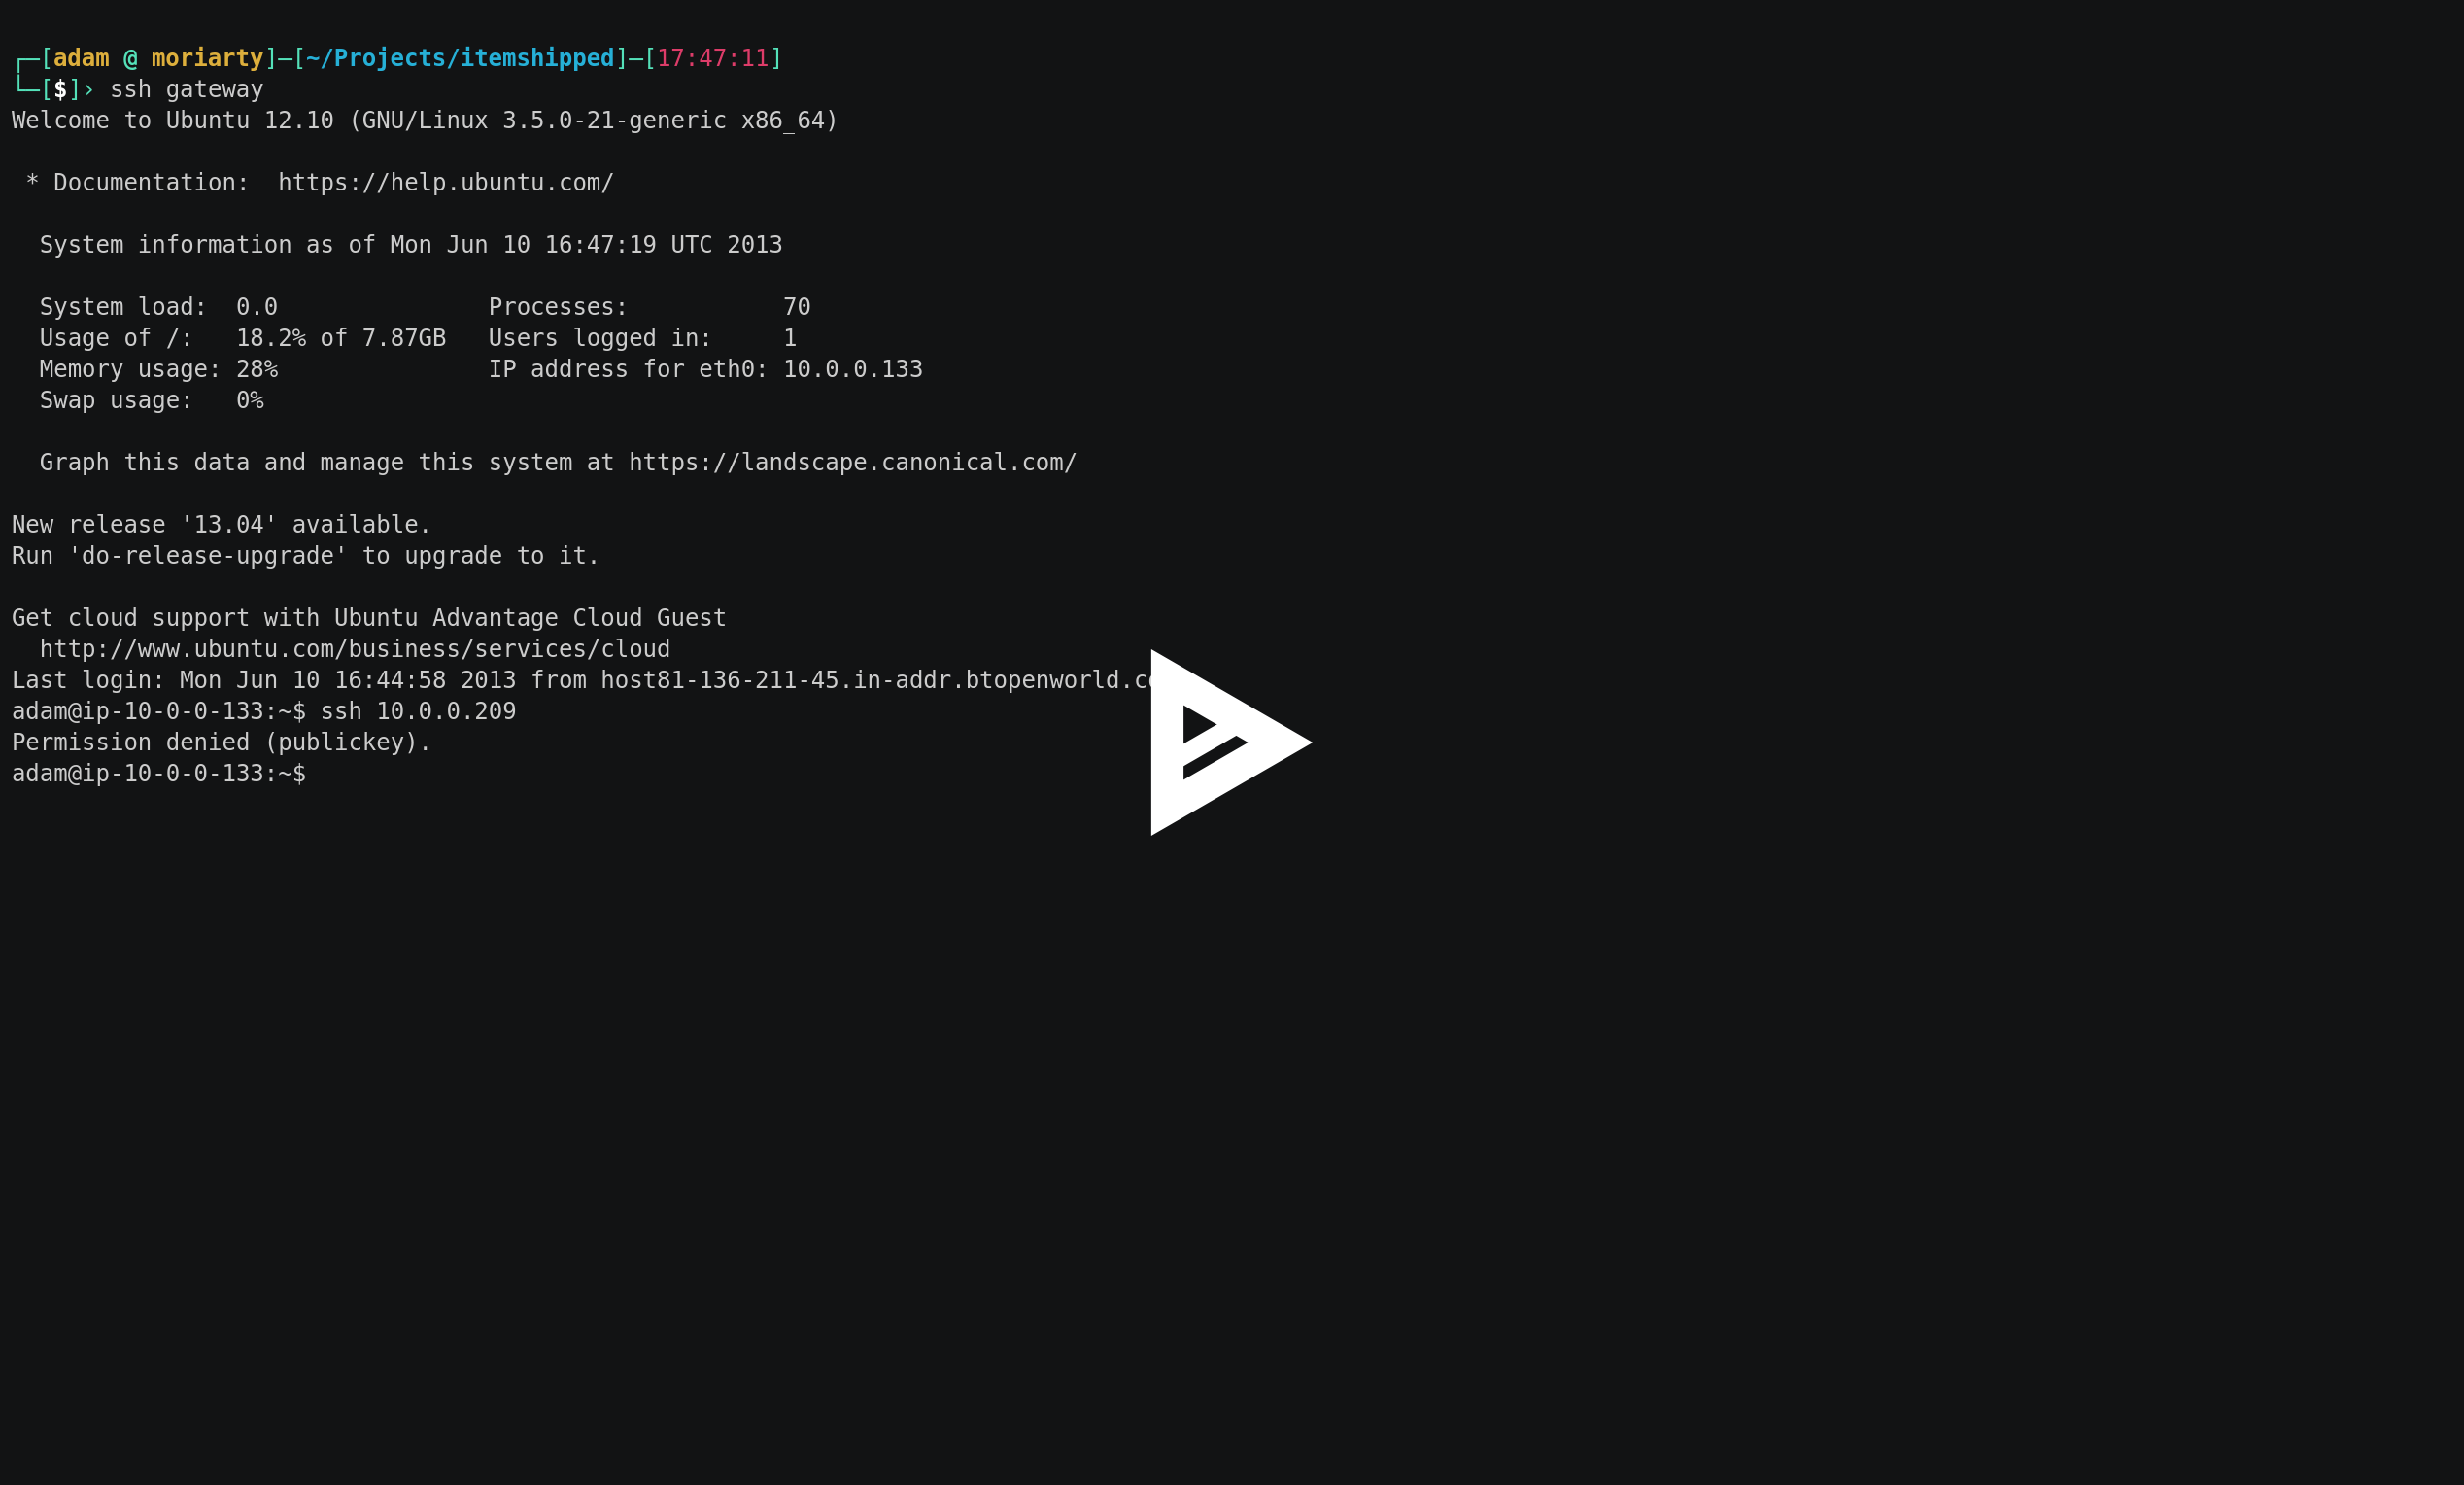 ┌─[adam @ moriarty]─[~/Projects/itemshipped]─[17:47:11]
└─[$]› ssh gateway
Welcome to Ubuntu 12.10 (GNU/Linux 3.5.0-21-generic x86_64)
* Documentation:  https://help.ubuntu.com/
System information as of Mon Jun 10 16:47:19 UTC 2013
System load:  0.0               Processes:           70
Usage of /:   18.2% of 7.87GB   Users logged in:     1
Memory usage: 28%               IP address for eth0: 10.0.0.133
Swap usage:   0%
Graph this data and manage this system at https://landscape.canonical.com/
New release '13.04' available.
Run 'do-release-upgrade' to upgrade to it.
Get cloud support with Ubuntu Advantage Cloud Guest
http://www.ubuntu.com/business/services/cloud
Last login: Mon Jun 10 16:44:58 2013 from host81-136-211-45.in-addr.btopenworld.c
adam@ip-10-0-0-133:~$ ssh 10.0.0.209
Permission denied (publickey).
adam@ip-10-0-0-133:~$